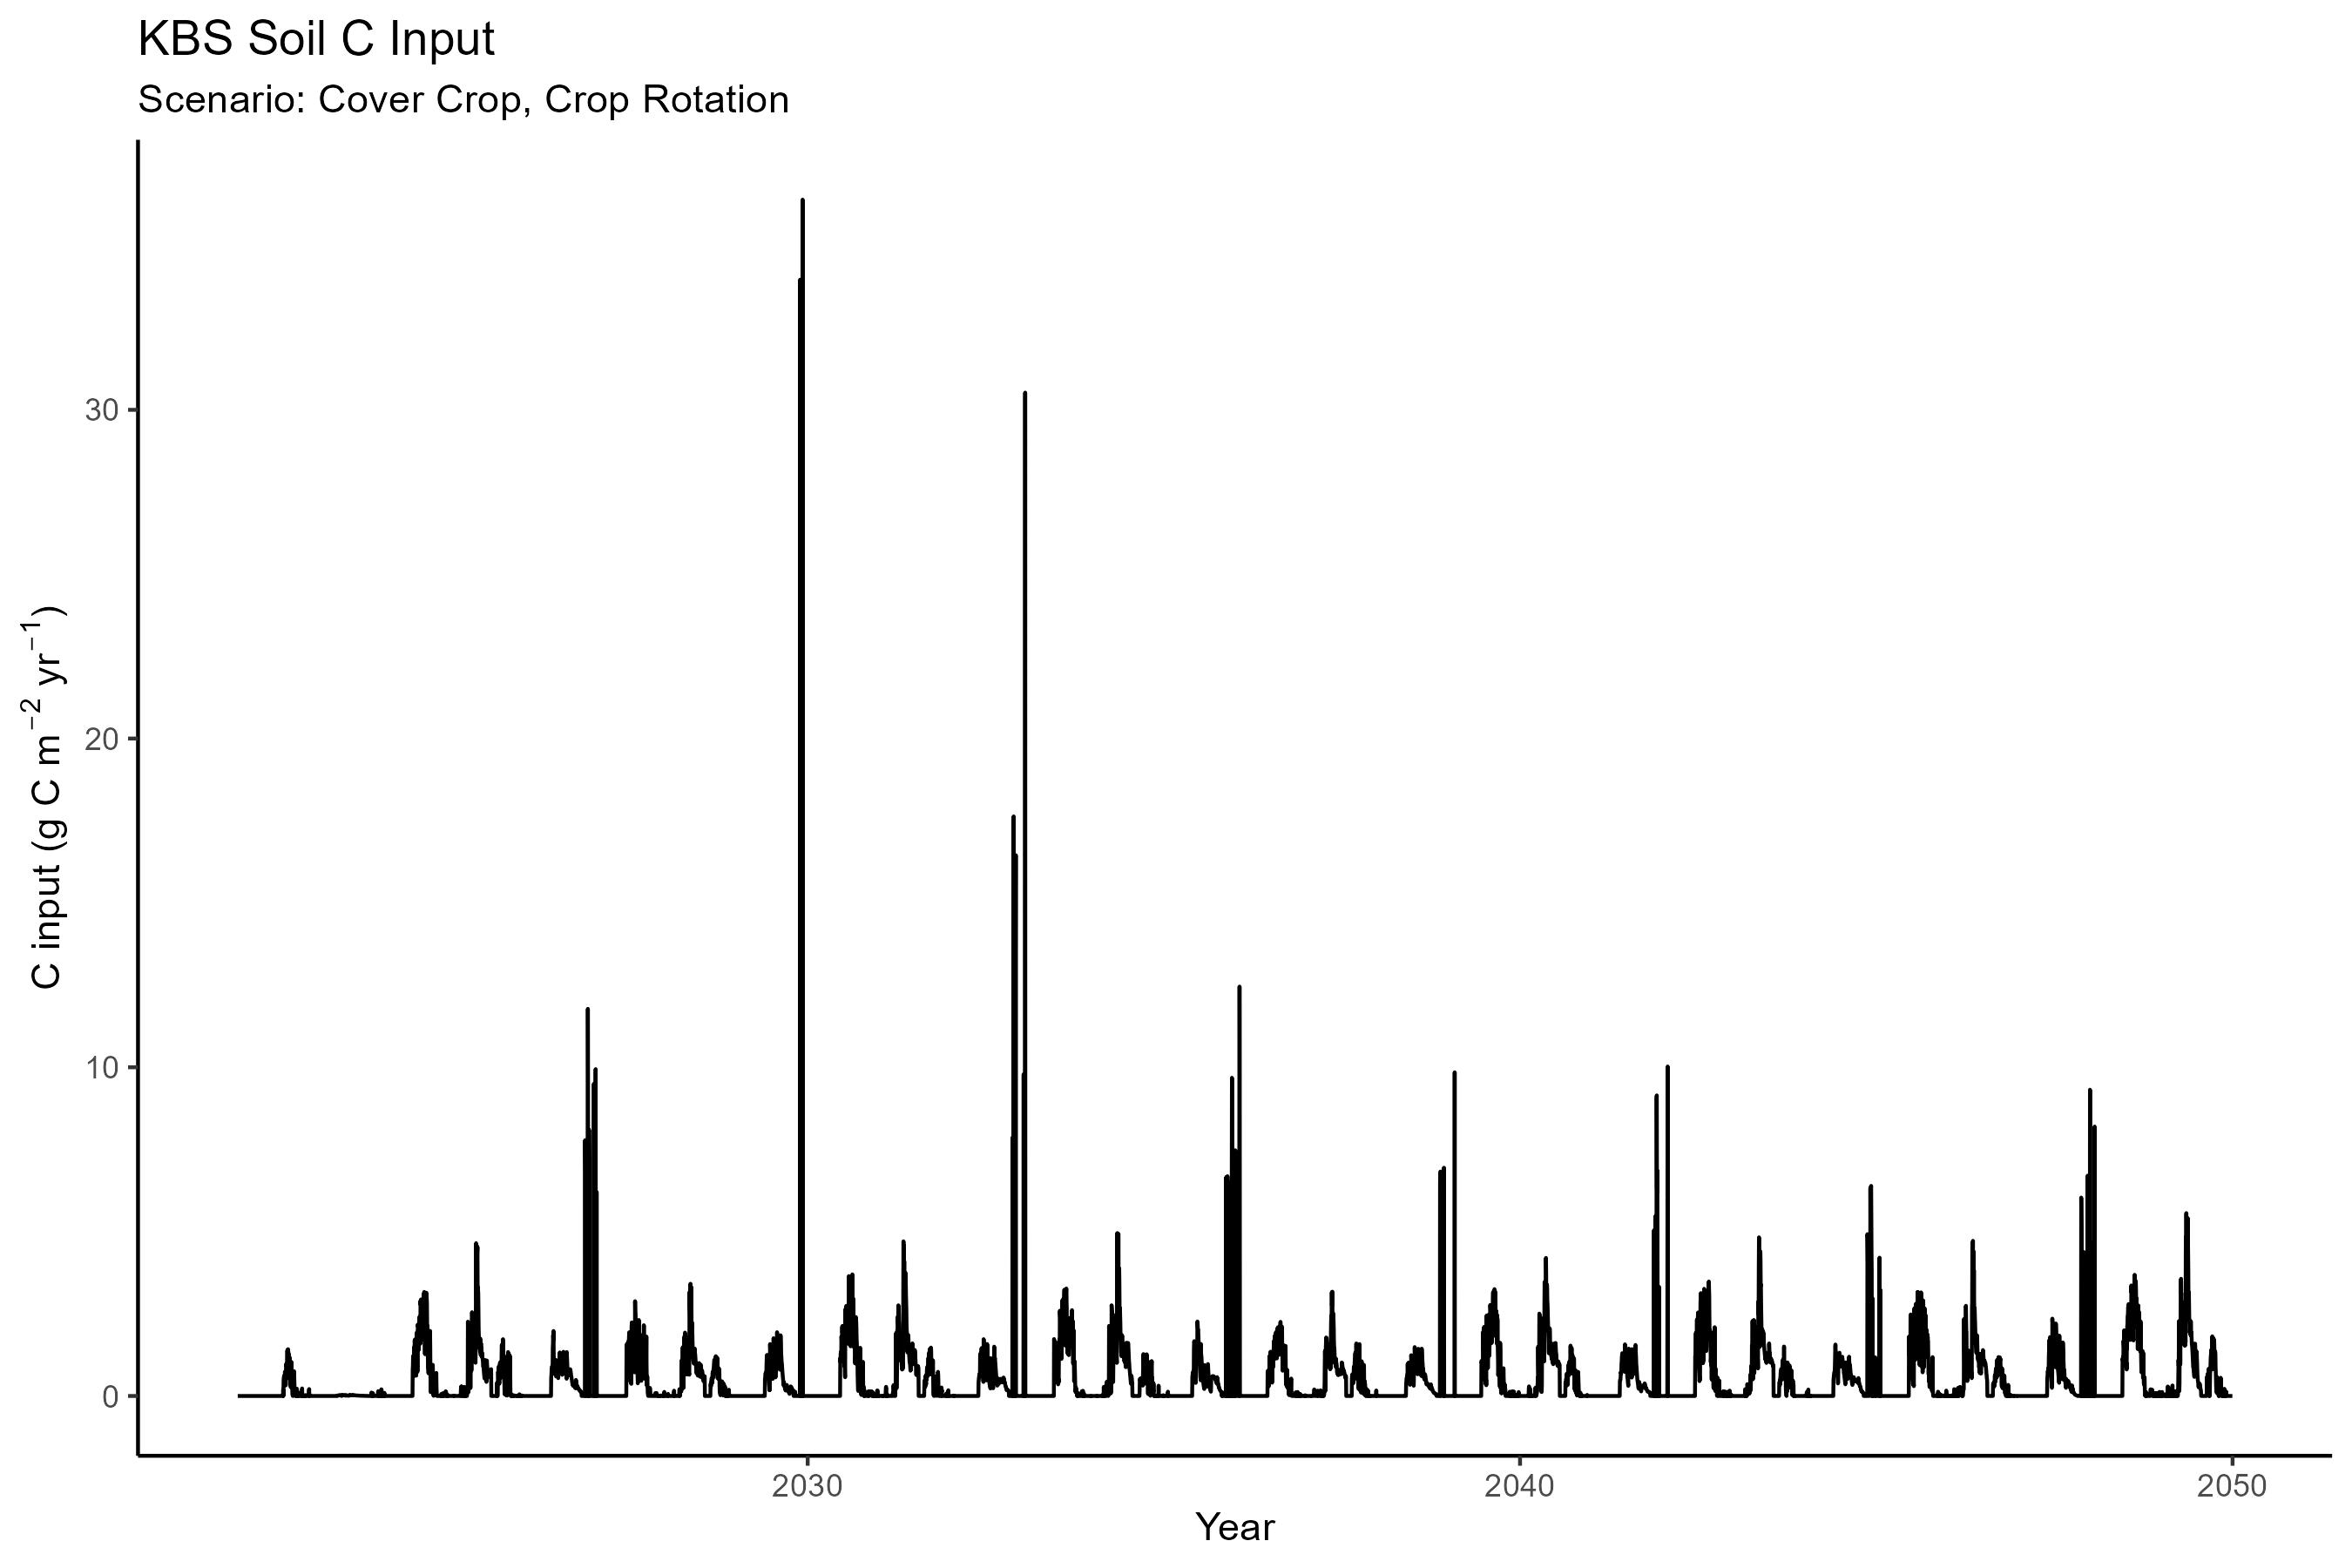 KBS Soil C Input
Scenario: Cover Crop, Crop Rotation
C input (g C m⁻² yr⁻¹)
30
20
10
0
2030
2040
2050
Year